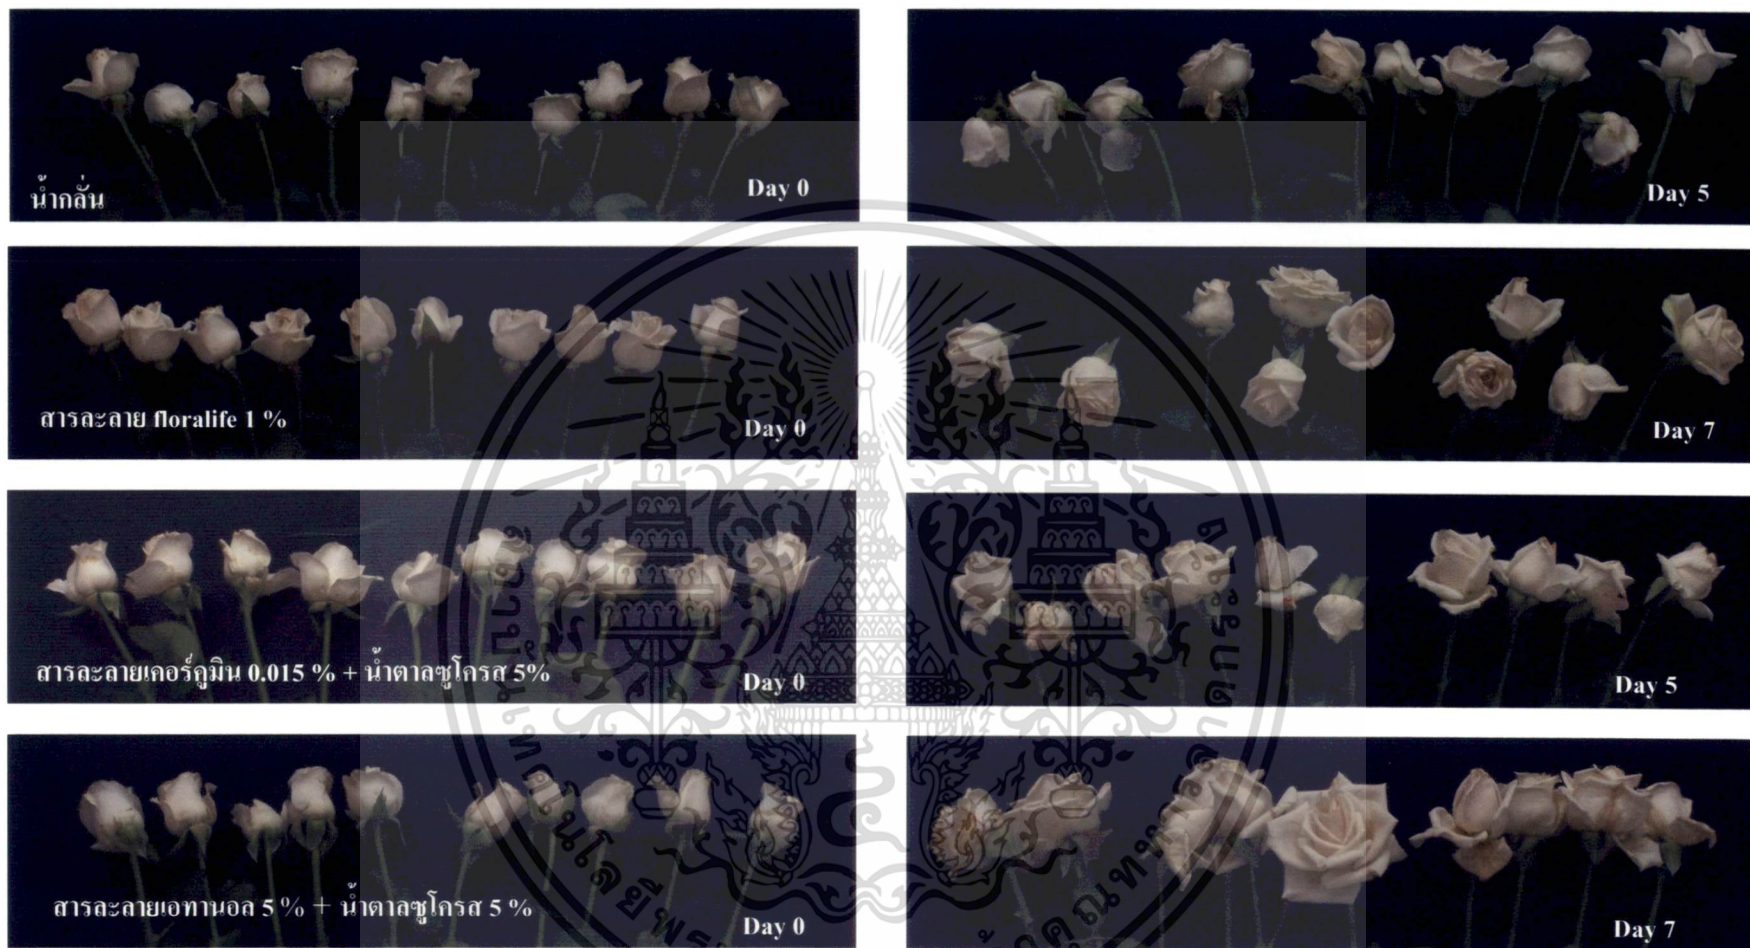 น้ำกลั่น
Day 0
Day 5
สารละลาย floralife 1 %
Day 0
Day 7
สารละลายเคอร์คูมิน 0.015 % + น้ำตาลซูโครส 5%
Day 0
Day 5
สารละลายเอทานอล 5 % + น้ำตาลซูโครส 5 %
Day 0
Day 7